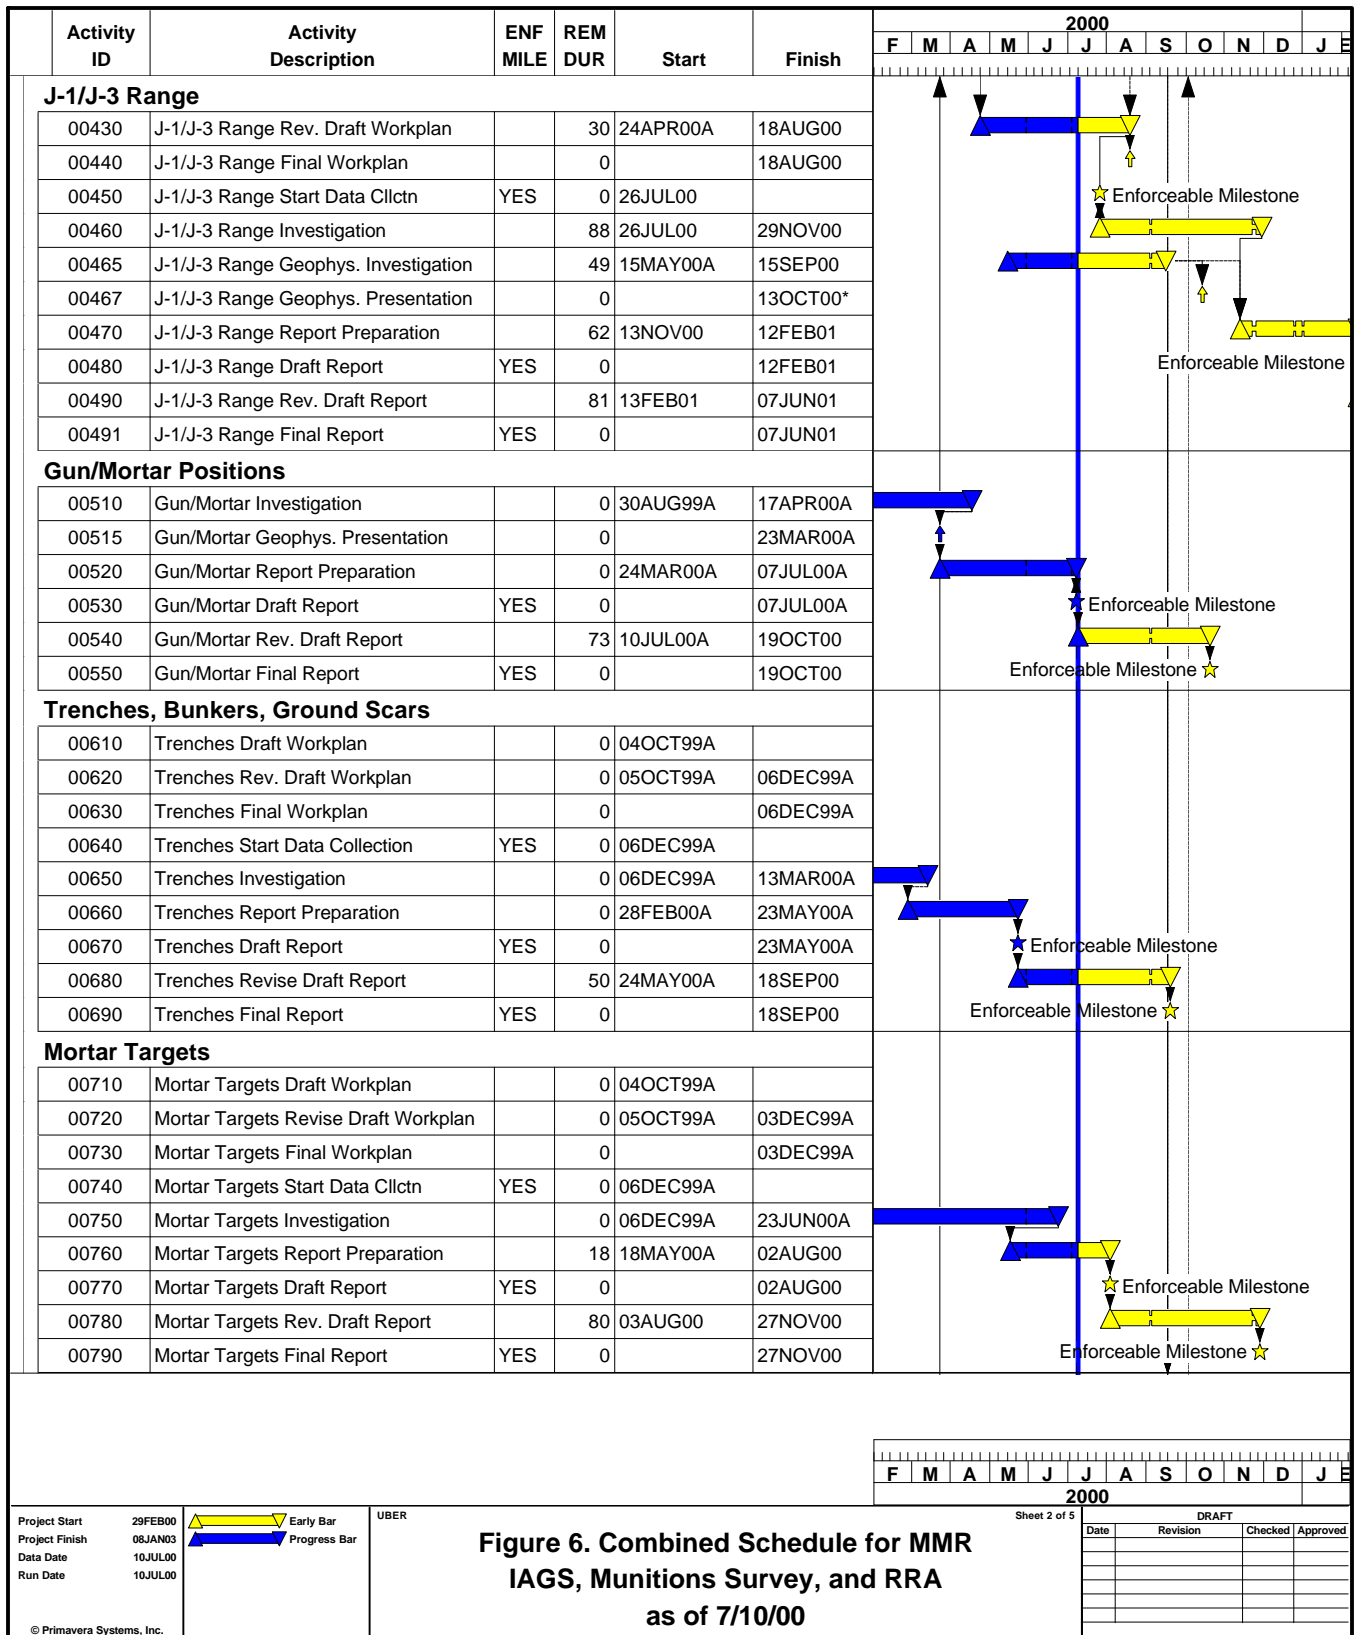 2000
Activity ID Activity Description ENF MILE REM DUR Start Finish F M A M J J A S O N D J
J-1/J-3 Range
00430 J-1/J-3 Range Rev. Draft Workplan 30 24APR00A 18AUG00
00440 J-1/J-3 Range Final Workplan 0 18AUG00
00450 J-1/J-3 Range Start Data Cllctn YES 0 26JUL00 Enforceable Milestone
00460 J-1/J-3 Range Investigation 88 26JUL00 29NOV00
00465 J-1/J-3 Range Geophys. Investigation 49 15MAY00A 15SEP00
00467 J-1/J-3 Range Geophys. Presentation 0 13OCT00*
00470 J-1/J-3 Range Report Preparation 62 13NOV00 12FEB01
00480 J-1/J-3 Range Draft Report YES 0 12FEB01 Enforceable Milestone
00490 J-1/J-3 Range Rev. Draft Report 81 13FEB01 07JUN01
00491 J-1/J-3 Range Final Report YES 0 07JUN01
Gun/Mortar Positions
00510 Gun/Mortar Investigation 0 30AUG99A 17APR00A
00515 Gun/Mortar Geophys. Presentation 0 23MAR00A
00520 Gun/Mortar Report Preparation 0 24MAR00A 07JUL00A
00530 Gun/Mortar Draft Report YES 0 07JUL00A Enforceable Milestone
00540 Gun/Mortar Rev. Draft Report 73 10JUL00A 19OCT00
00550 Gun/Mortar Final Report YES 0 19OCT00 Enforceable Milestone
Trenches, Bunkers, Ground Scars
00610 Trenches Draft Workplan 0 04OCT99A
00620 Trenches Rev. Draft Workplan 0 05OCT99A 06DEC99A
00630 Trenches Final Workplan 0 06DEC99A
00640 Trenches Start Data Collection YES 0 06DEC99A
00650 Trenches Investigation 0 06DEC99A 13MAR00A
00660 Trenches Report Preparation 0 28FEB00A 23MAY00A
00670 Trenches Draft Report YES 0 23MAY00A Enforceable Milestone
00680 Trenches Revise Draft Report 50 24MAY00A 18SEP00
00690 Trenches Final Report YES 0 18SEP00 Enforceable Milestone
Mortar Targets
00710 Mortar Targets Draft Workplan 0 04OCT99A
00720 Mortar Targets Revise Draft Workplan 0 05OCT99A 03DEC99A
00730 Mortar Targets Final Workplan 0 03DEC99A
00740 Mortar Targets Start Data Cllctn YES 0 06DEC99A
00750 Mortar Targets Investigation 0 06DEC99A 23JUN00A
00760 Mortar Targets Report Preparation 18 18MAY00A 02AUG00
00770 Mortar Targets Draft Report YES 0 02AUG00 Enforceable Milestone
00780 Mortar Targets Rev. Draft Report 80 03AUG00 27NOV00
00790 Mortar Targets Final Report YES 0 27NOV00 Enforceable Milestone
F M A M J J A S O N D J
2000
Project Start 29FEB00
Project Finish 08JAN03
Data Date 10JUL00
Run Date 10JUL00
© Primavera Systems, Inc.
Early Bar
Progress Bar
UBER
Sheet 2 of 5
Figure 6. Combined Schedule for MMR
IAGS, Munitions Survey, and RRA
as of 7/10/00
DRAFT
Date Revision Checked Approved